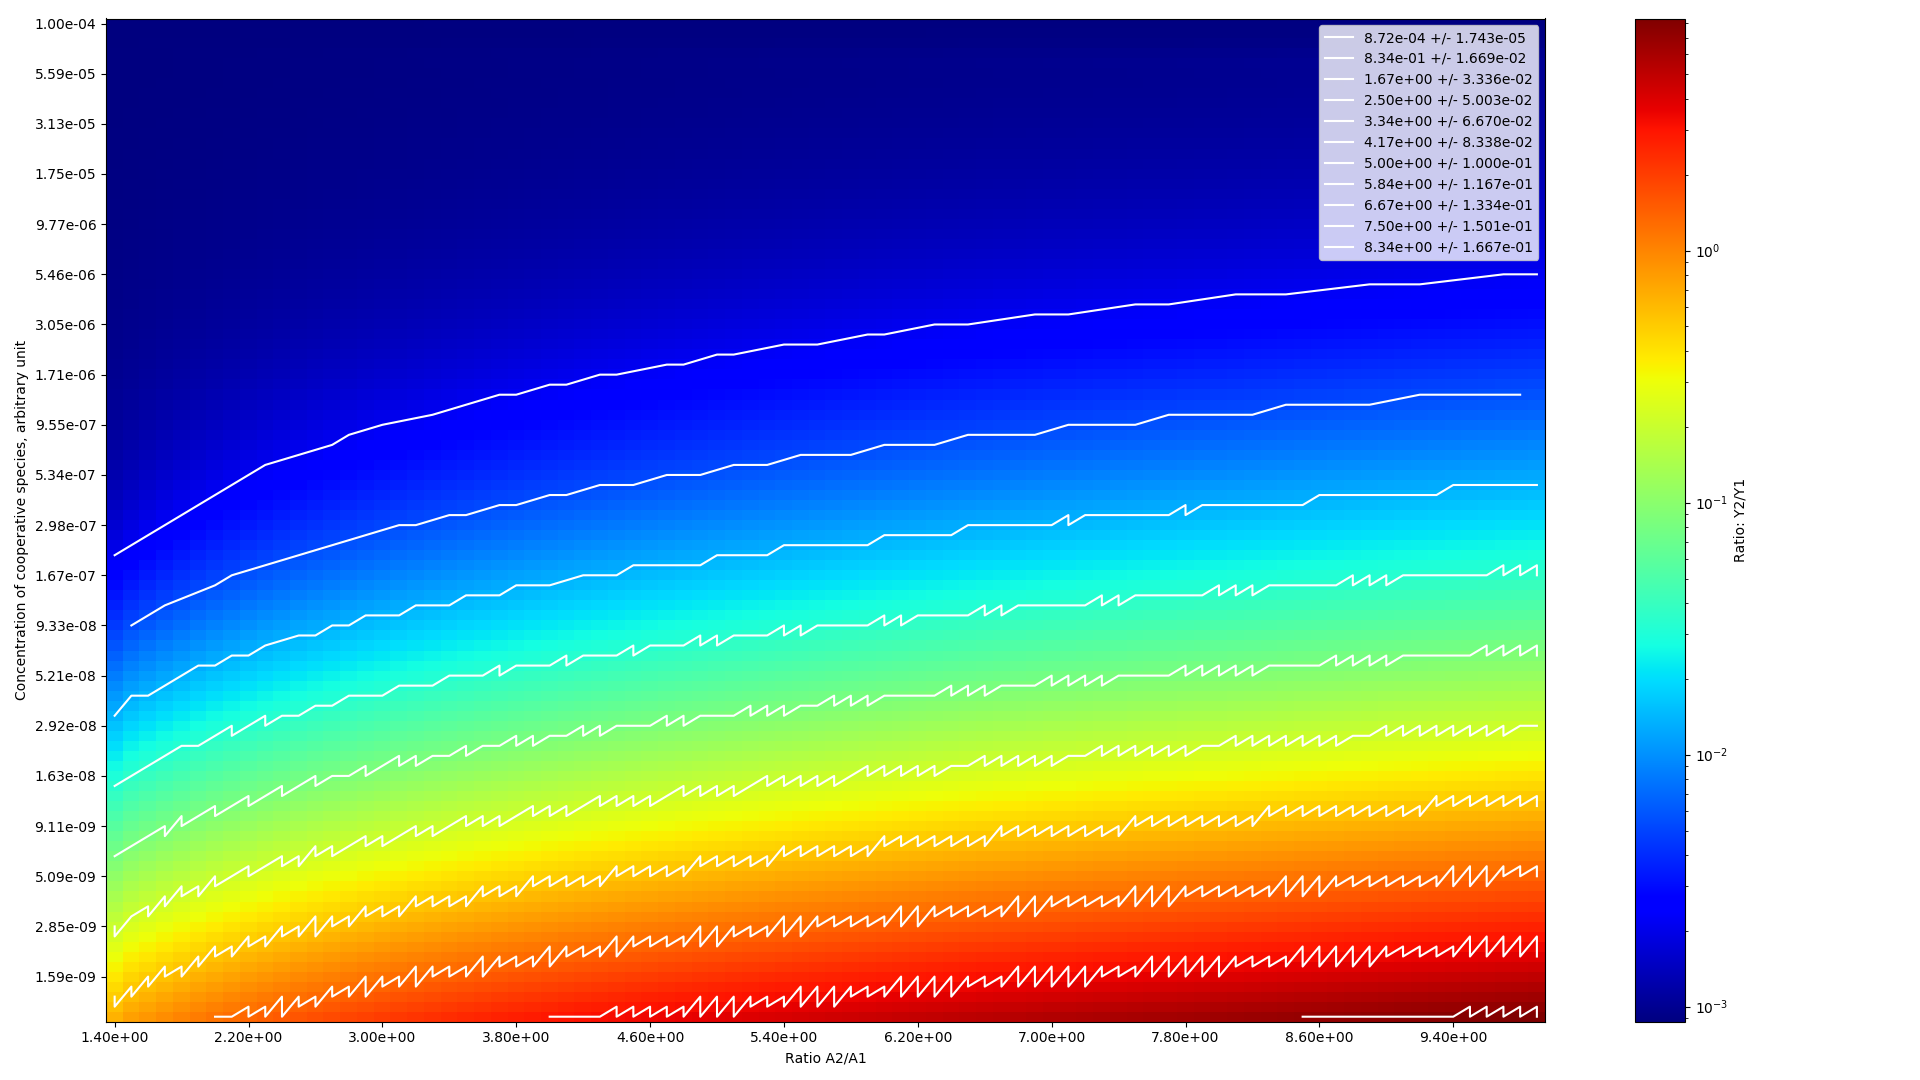 1.00e-04
5.59e-05
3.13e-05
1.75e-05
9.77e-06
5.46e-06
3.05e-06
1.71e-06
9.55e-07
5.34e-07
2.98e-07
1.67e-07
9.33e-08
5.21e-08
2.92e-08
1.63e-08
9.11e-09
5.09e-09
2.85e-09
1.59e-09
Concentration of cooperative species, arbitrary unit
8.72e-04 +/- 1.743e-05
8.34e-01 +/- 1.669e-02
1.67e+00 +/- 3.336e-02
2.50e+00 +/- 5.003e-02
3.34e+00 +/- 6.670e-02
4.17e+00 +/- 8.338e-02
5.00e+00 +/- 1.000e-01
5.84e+00 +/- 1.167e-01
6.67e+00 +/- 1.334e-01
7.50e+00 +/- 1.501e-01
8.34e+00 +/- 1.667e-01
1.40e+00 2.20e+00 3.00e+00 3.80e+00 4.60e+00 5.40e+00 6.20e+00 7.00e+00 7.80e+00 8.60e+00 9.40e+00
Ratio A2/A1
10⁰
10⁻¹
10⁻²
10⁻³
Ratio: Y2/Y1